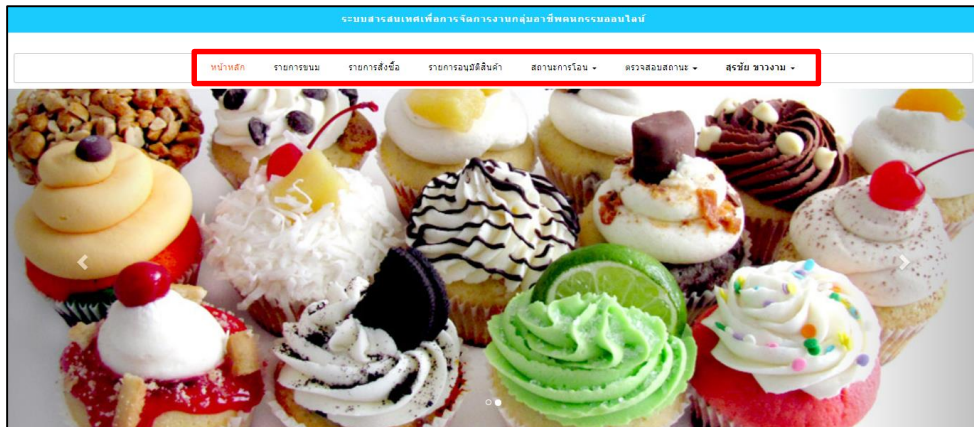 ระบบสารสนเทศเพื่อการจัดการงานกลุ่มอาชีพคนกรรมออนไลน์
หน้าหลัก รายการขนม รายการสั่งซื้อ รายการอนุมัติสินค้า สถานะการโอน ตรวจสอบสถานะ สุรชัย ขาวงาม